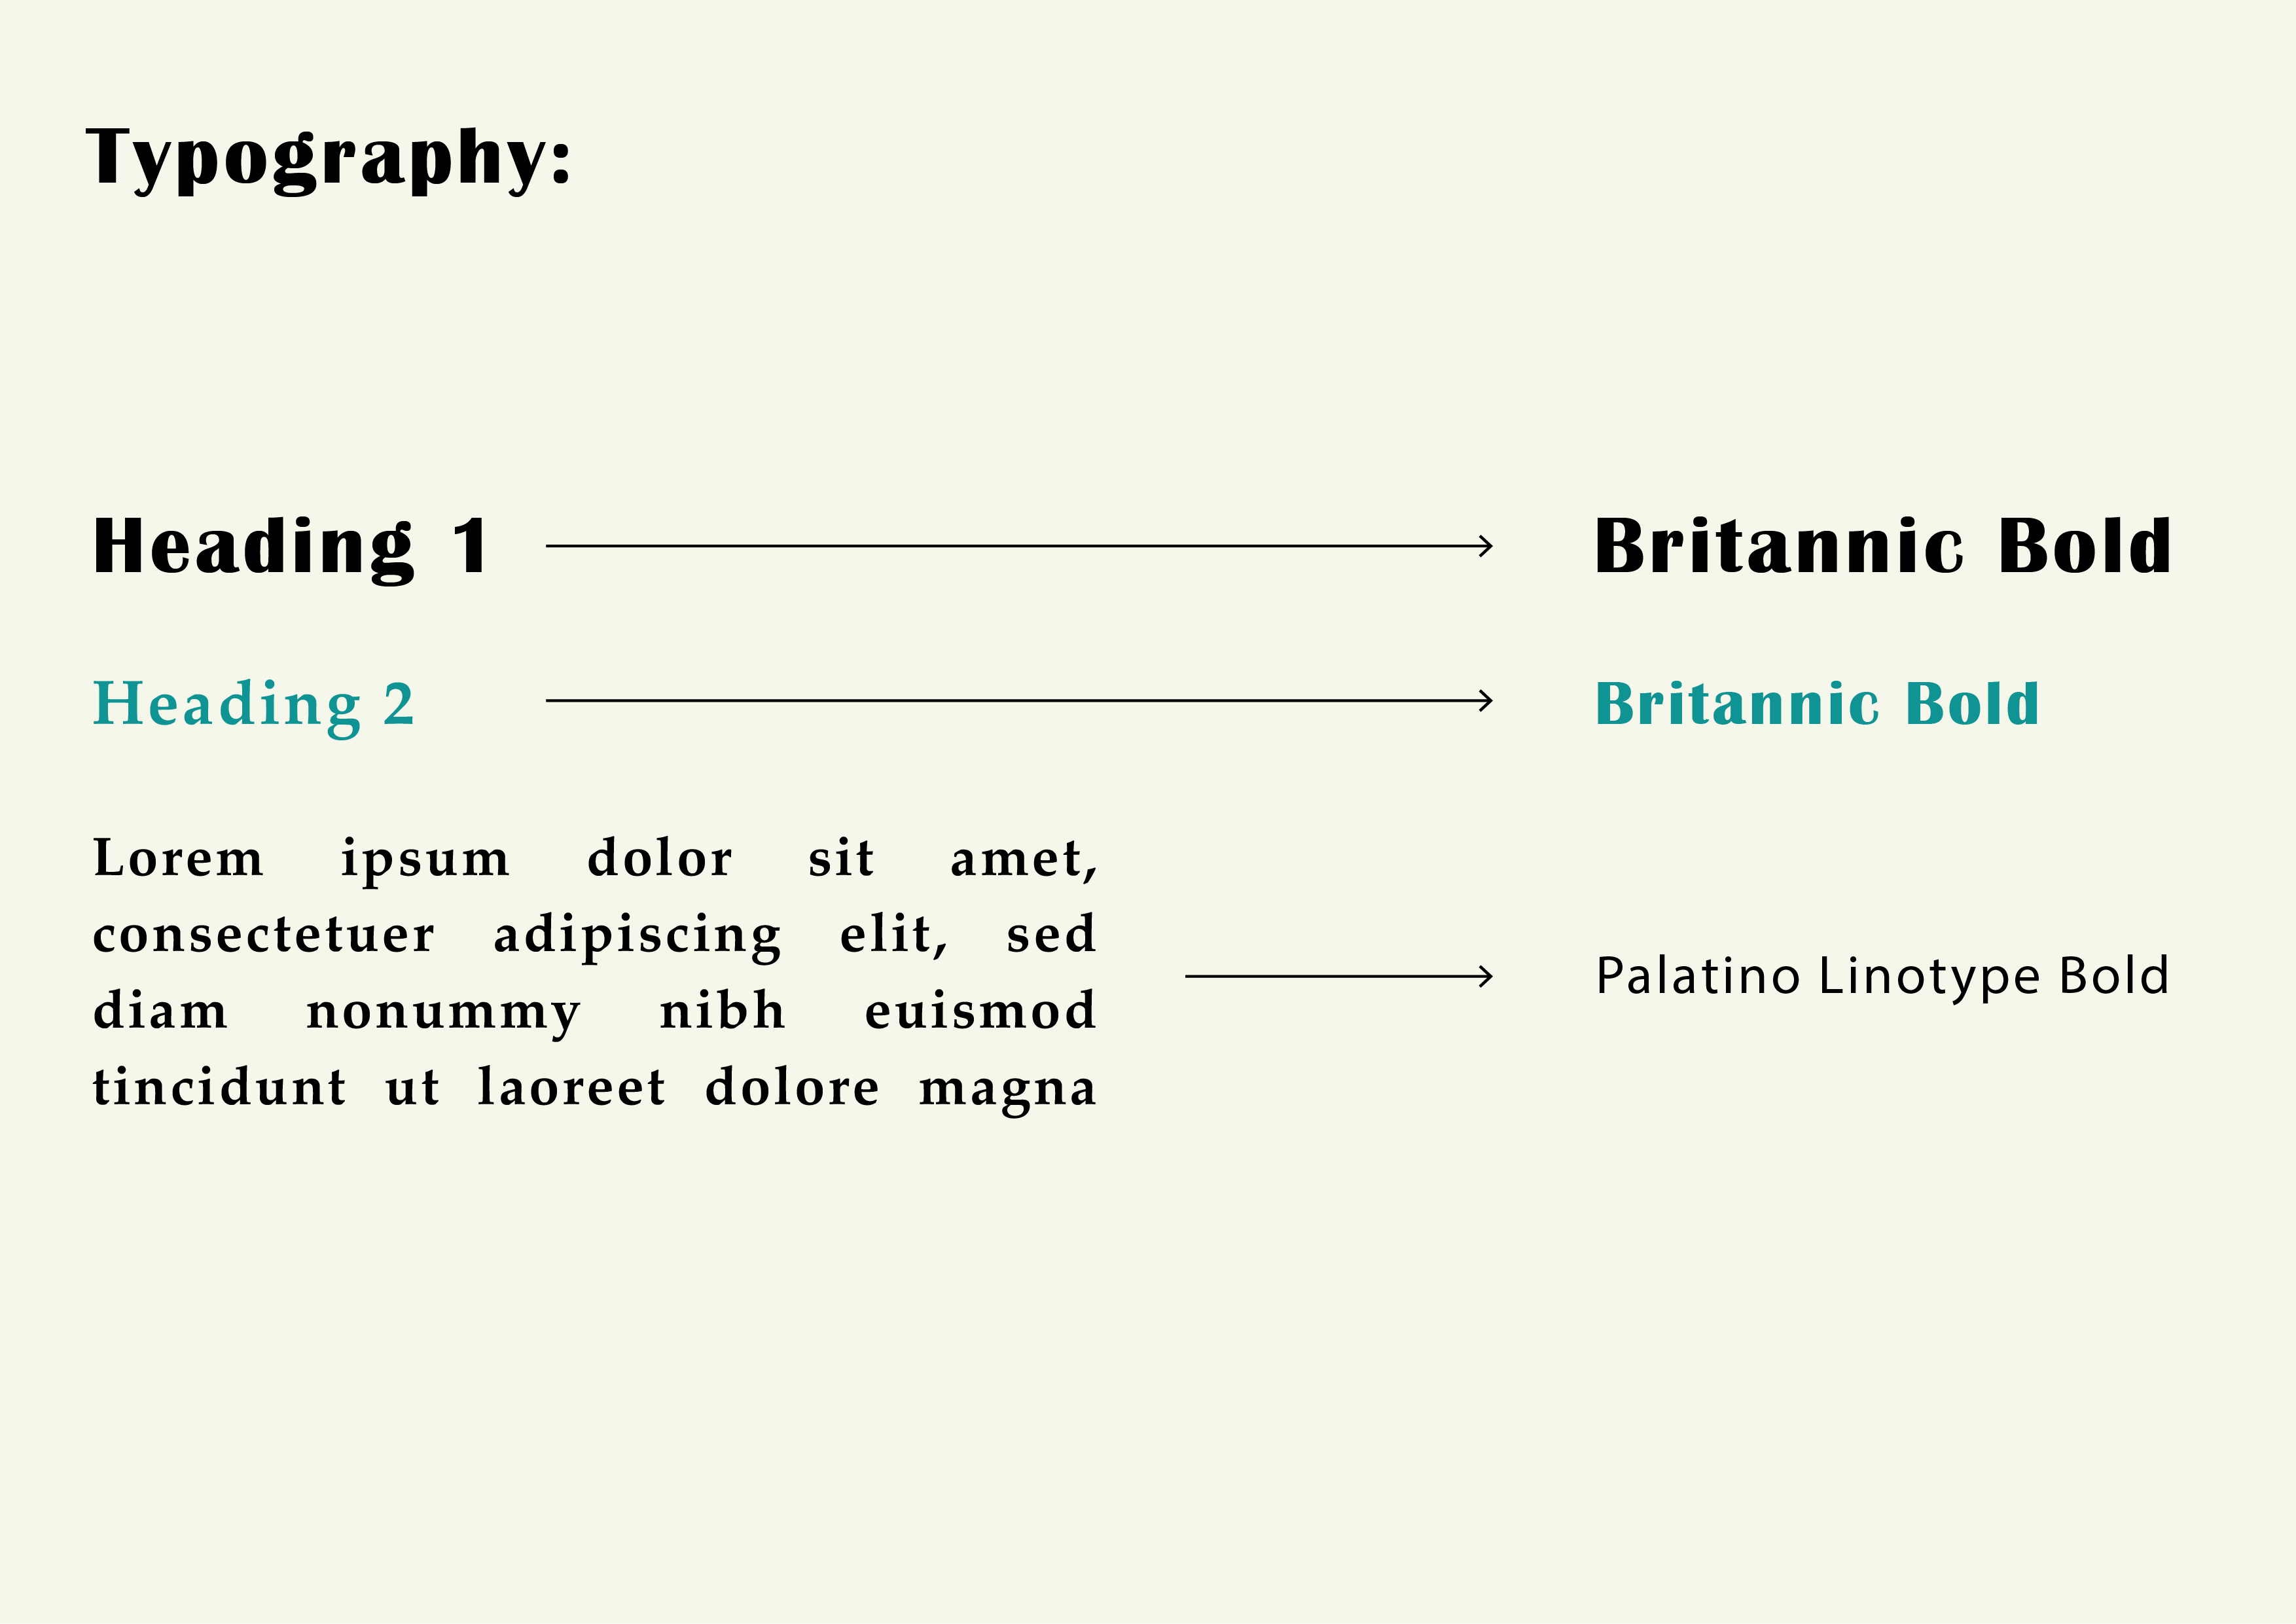 Typography:
Heading 1
Britannic Bold
Heading 2
Britannic Bold
Lorem ipsum dolor sit amet,
consectetuer adipiscing elit, sed
diam nonummy nibh euismod
tincidunt ut laoreet dolore magna
Palatino Linotype Bold